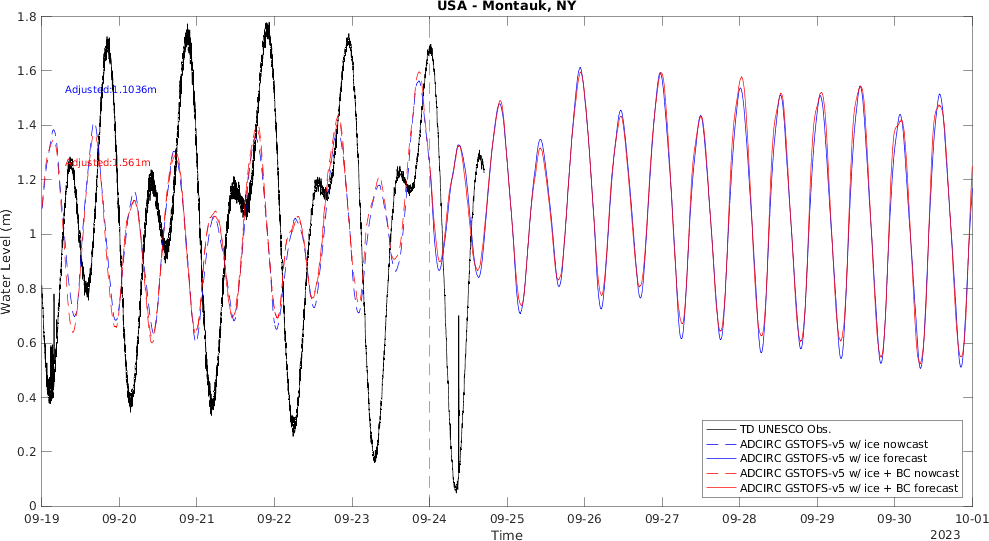 USA - Montauk, NY
1.8
1.6
1.4
1.2
1
0.8
0.6
0.4
0.2
0
Water Level (m)
Adjusted:1.1036m
Adjusted:1.561m
TD UNESCO Obs.
ADCIRC GSTOFS-v5 w/ ice nowcast
ADCIRC GSTOFS-v5 w/ ice forecast
ADCIRC GSTOFS-v5 w/ ice + BC nowcast
ADCIRC GSTOFS-v5 w/ ice + BC forecast
09-19 09-20 09-21 09-22 09-23 09-24 09-25 09-26 09-27 09-28 09-29 09-30 10-01
Time
2023